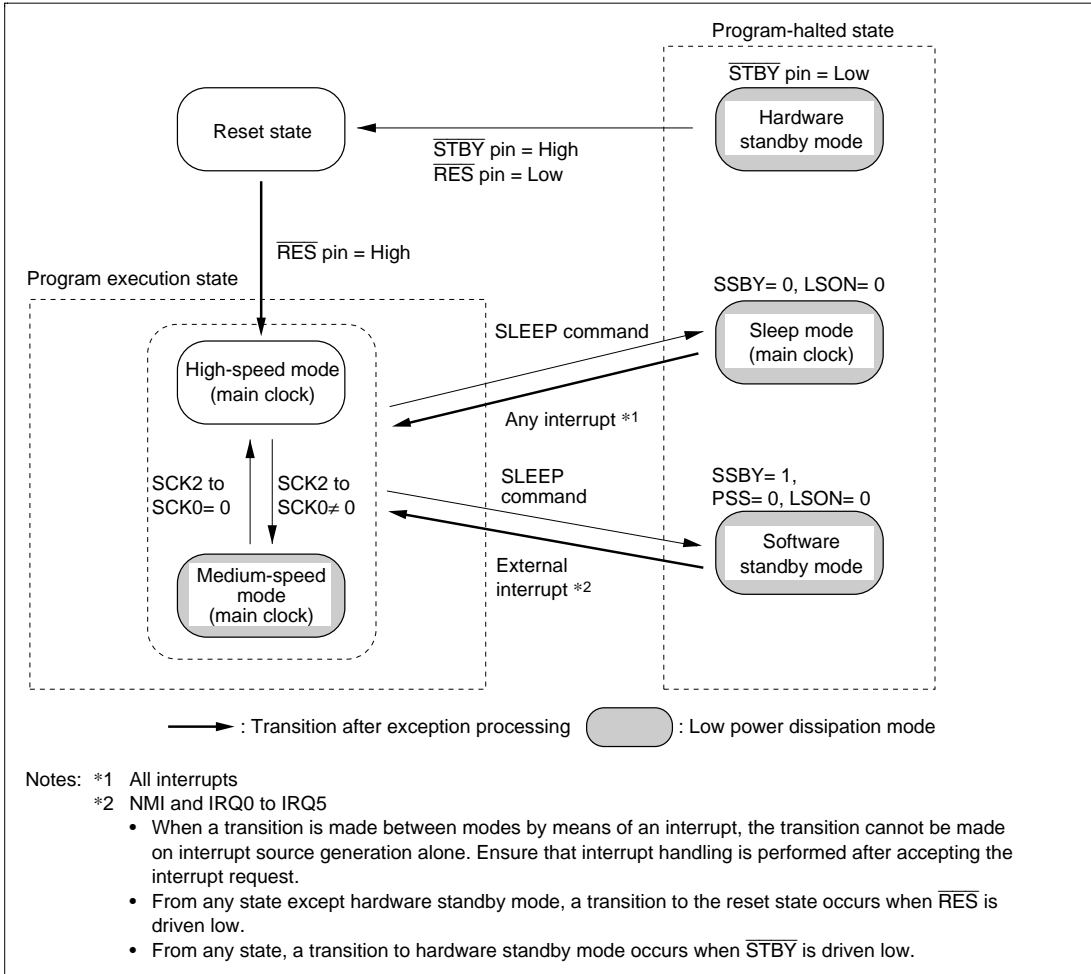 Program-halted state
S̅T̅B̅Y̅ pin = Low
Hardware
standby mode
Reset state
S̅T̅B̅Y̅ pin = High
R̅E̅S̅ pin = Low
R̅E̅S̅ pin = High
Program execution state
SSBY= 0, LSON= 0
SLEEP command
Sleep mode
(main clock)
High-speed mode
(main clock)
Any interrupt *1
SCK2 to
SCK0= 0
SCK2 to
SCK0≠ 0
SLEEP
command
SSBY= 1,
PSS= 0, LSON= 0
Software
standby mode
External
interrupt *2
Medium-speed
mode
(main clock)
: Transition after exception processing
: Low power dissipation mode
Notes: *1 All interrupts
*2 NMI and IRQ0 to IRQ5
• When a transition is made between modes by means of an interrupt, the transition cannot be made
on interrupt source generation alone. Ensure that interrupt handling is performed after accepting the
interrupt request.
• From any state except hardware standby mode, a transition to the reset state occurs when R̅E̅S̅ is
driven low.
• From any state, a transition to hardware standby mode occurs when S̅T̅B̅Y̅ is driven low.